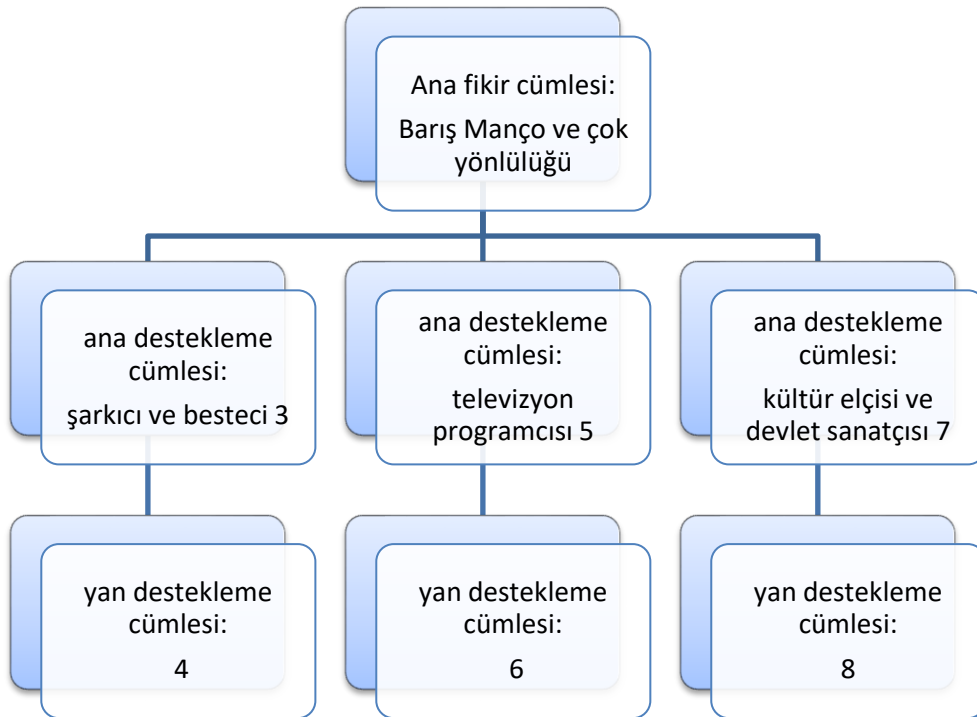 Ana fikir cümlesi:
Barış Manço ve çok
yönlülüğü
ana destekleme
cümlesi:
şarkıcı ve besteci 3
ana destekleme
cümlesi:
televizyon
programcısı 5
ana destekleme
cümlesi:
kültür elçisi ve
devlet sanatçısı 7
yan destekleme
cümlesi:
4
yan destekleme
cümlesi:
6
yan destekleme
cümlesi:
8